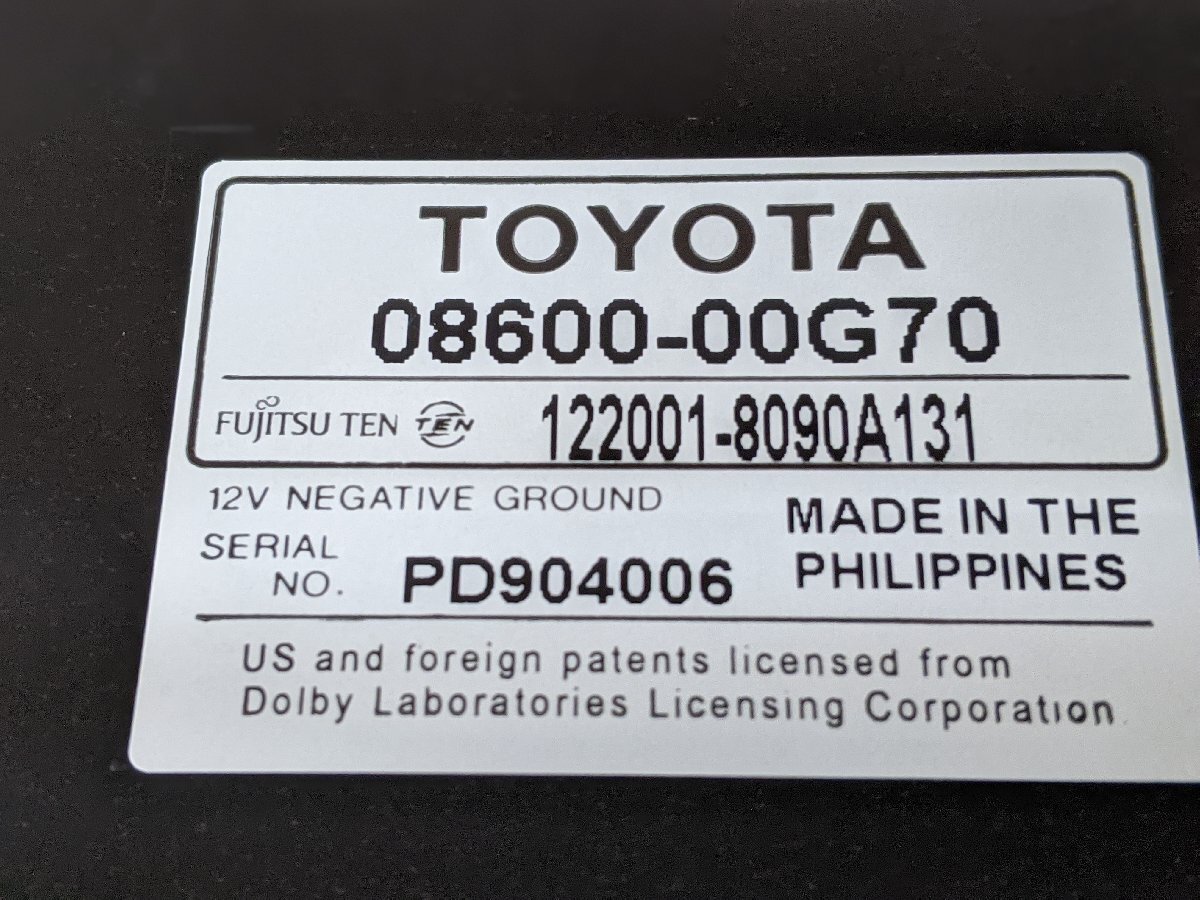 TOYOTA
08600-00G70
FUJITSU TEN TEN 122001-8090A131
12V NEGATIVE GROUND
MADE IN THE
PHILIPPINES
SERIAL
NO. PD904006
US and foreign patents licensed from
Dolby Laboratories Licensing Corporation